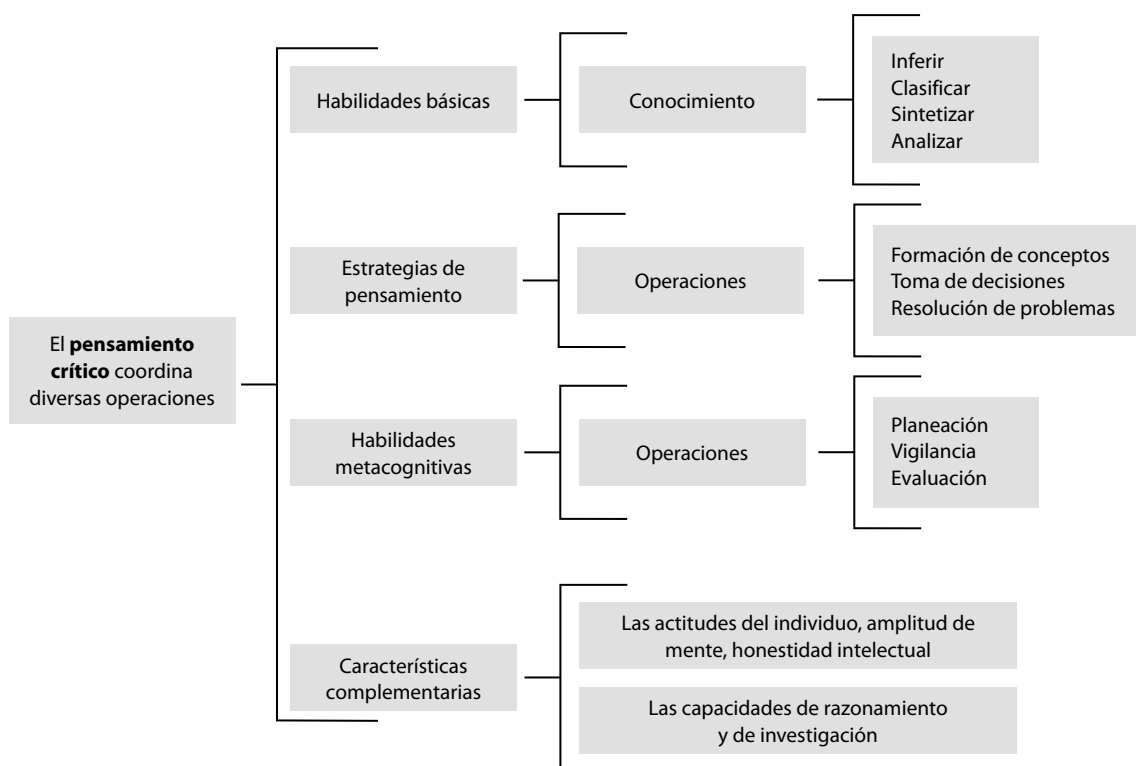 El pensamiento
crítico coordina
diversas operaciones
Habilidades básicas
Conocimiento
Inferir
Clasificar
Sintetizar
Analizar
Estrategias de
pensamiento
Operaciones
Formación de conceptos
Toma de decisiones
Resolución de problemas
Habilidades
metacognitivas
Operaciones
Planeación
Vigilancia
Evaluación
Características
complementarias
Las actitudes del individuo, amplitud de
mente, honestidad intelectual
Las capacidades de razonamiento
y de investigación